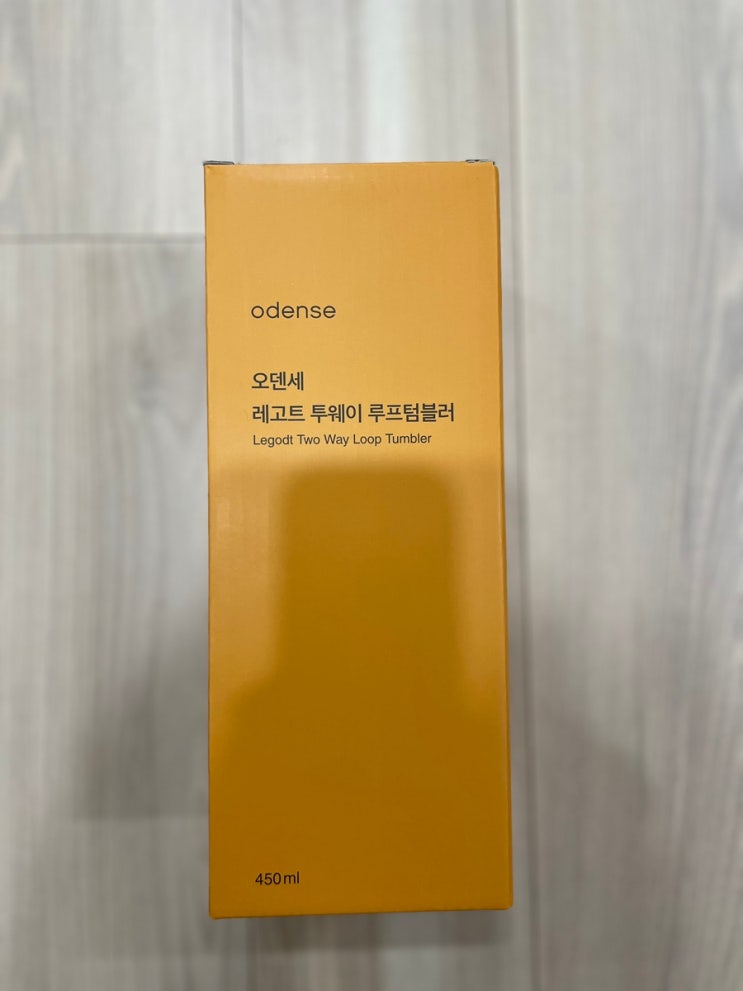 odense
오덴세
레고트 투웨이 루프텀블러
Legodt Two Way Loop Tumbler
450ml